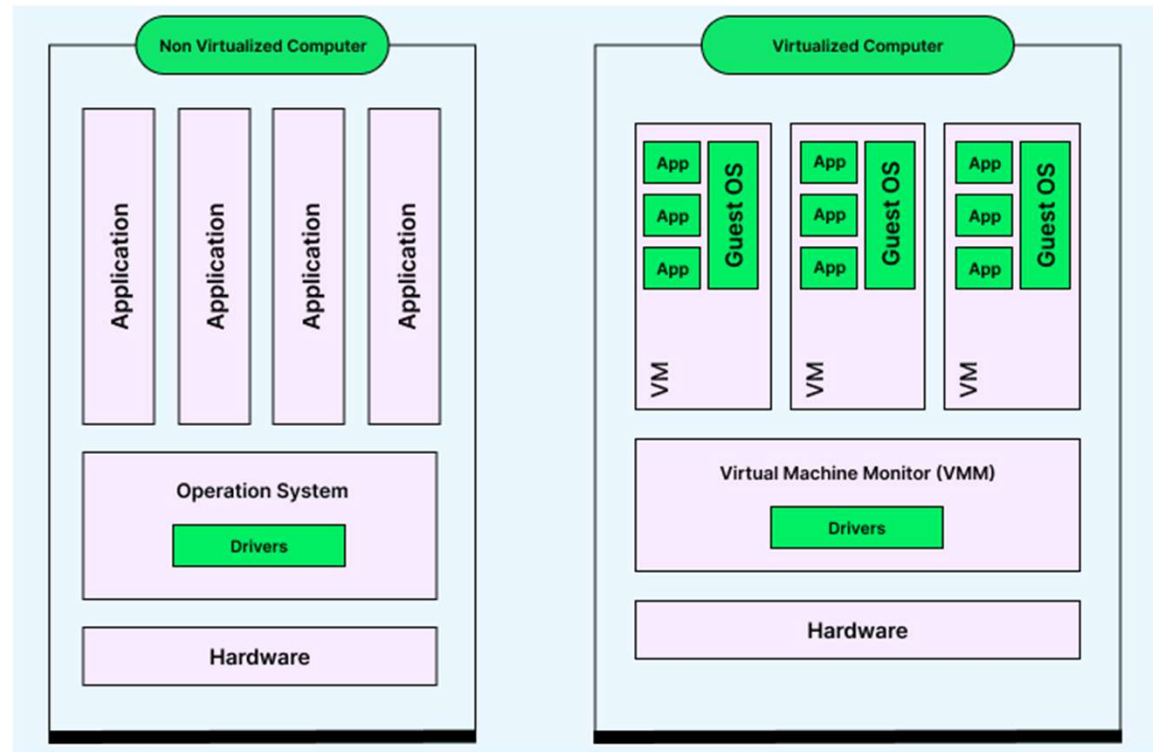 Non Virtualized Computer
Application
Application
Application
Application
Operation System
Drivers
Hardware
Virtualized Computer
App
App
App
Guest OS
VM
App
App
App
Guest OS
VM
App
App
App
Guest OS
VM
Virtual Machine Monitor (VMM)
Drivers
Hardware